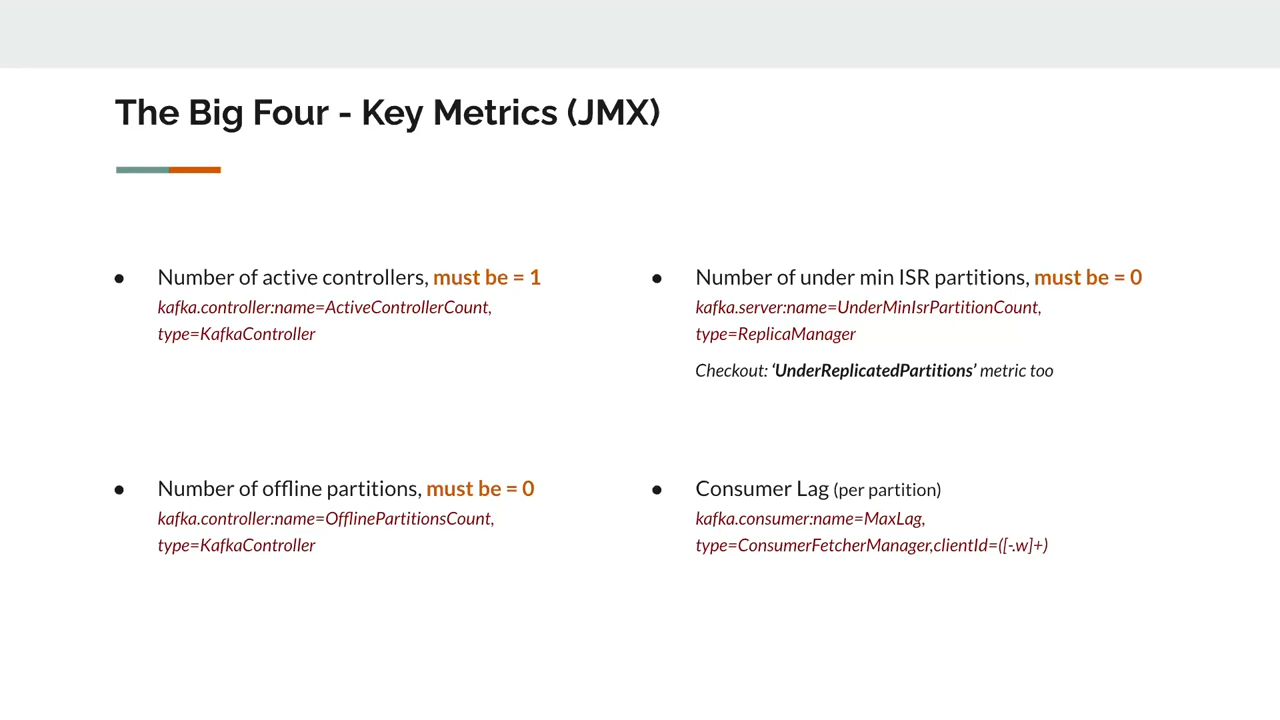 The Big Four - Key Metrics (JMX)
● Number of active controllers, must be = 1
kafka.controller:name=ActiveControllerCount,
type=KafkaController
● Number of under min ISR partitions, must be = 0
kafka.server:name=UnderMinIsrPartitionCount,
type=ReplicaManager
Checkout: ‘UnderReplicatedPartitions’ metric too
● Number of offline partitions, must be = 0
kafka.controller:name=OfflinePartitionsCount,
type=KafkaController
● Consumer Lag (per partition)
kafka.consumer:name=MaxLag,
type=ConsumerFetcherManager,clientId=([-.w]+)